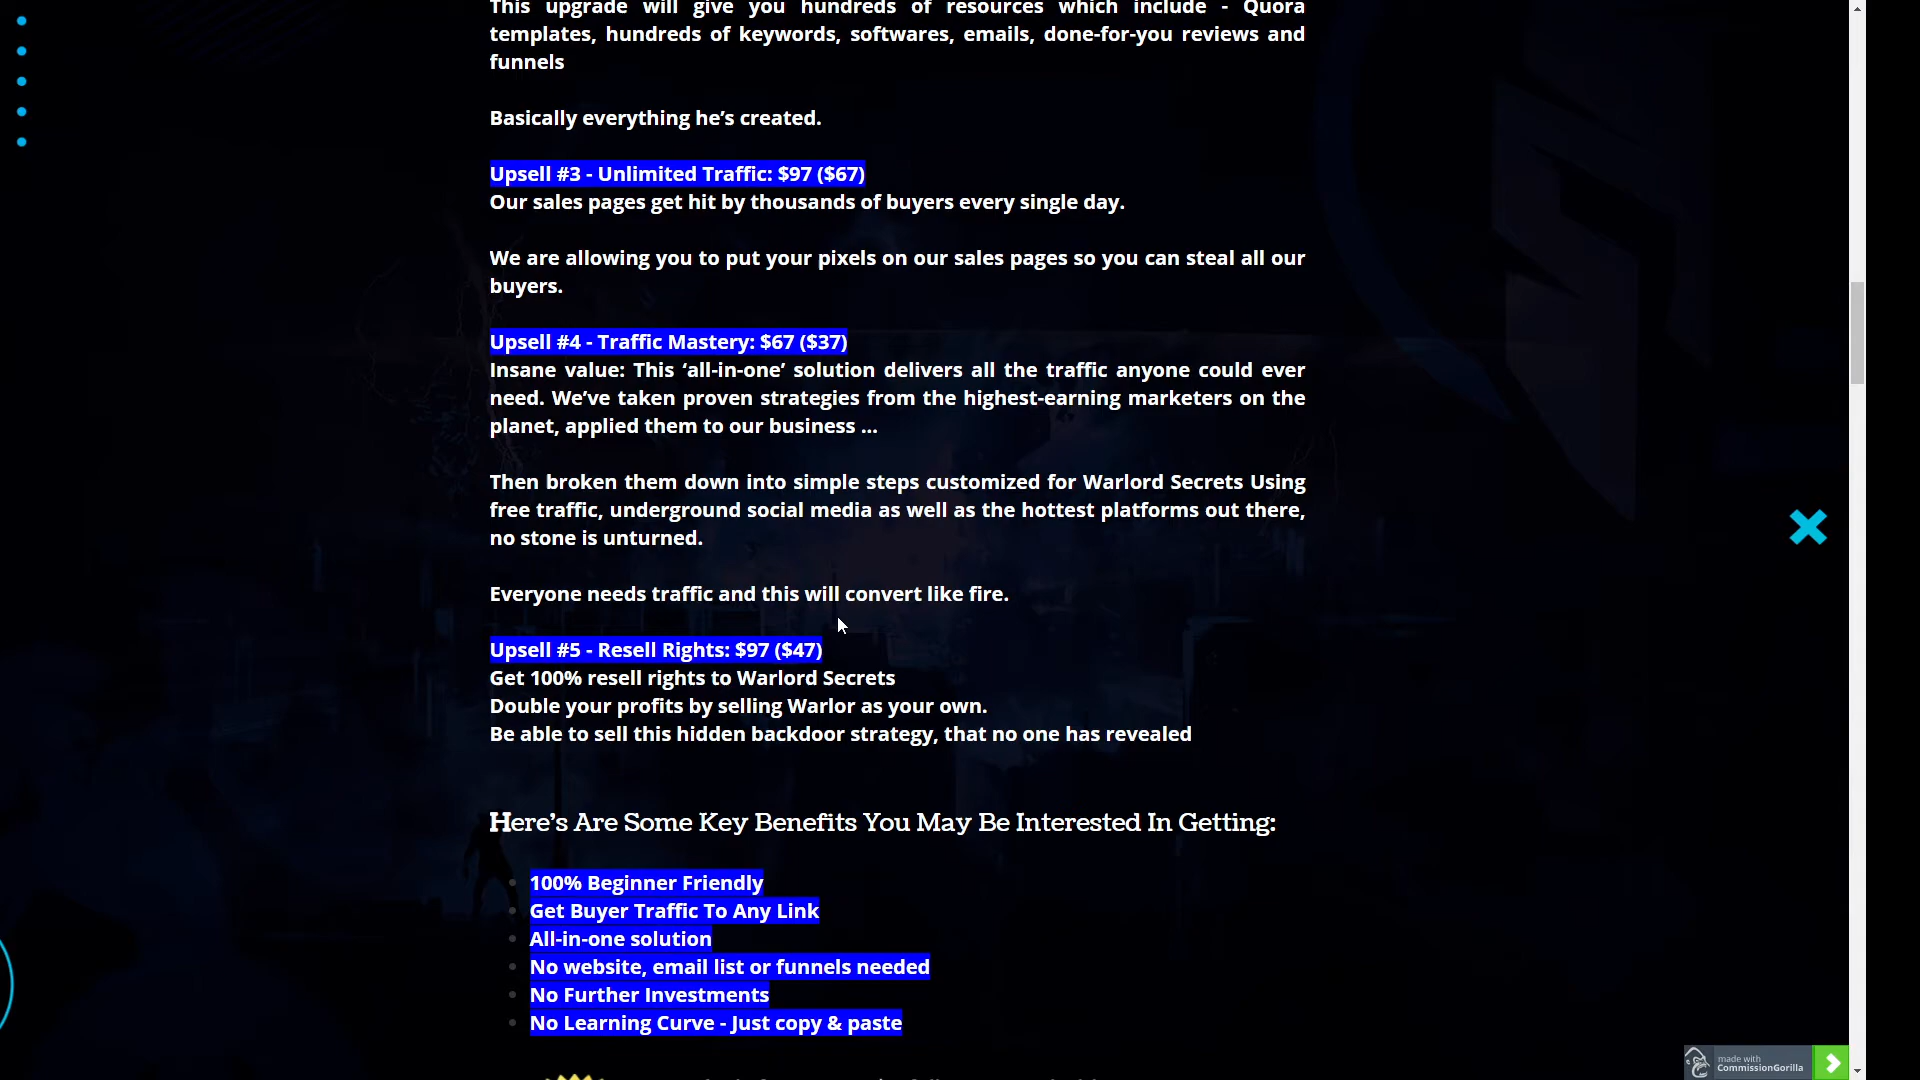 This upgrade will give you hundreds of resources which include - Quora
templates, hundreds of keywords, softwares, emails, done-for-you reviews and
funnels
Basically everything he’s created.
Upsell #3 - Unlimited Traffic: $97 ($67)
Our sales pages get hit by thousands of buyers every single day.
We are allowing you to put your pixels on our sales pages so you can steal all our
buyers.
Upsell #4 - Traffic Mastery: $67 ($37)
Insane value: This ‘all-in-one’ solution delivers all the traffic anyone could ever
need. We’ve taken proven strategies from the highest-earning marketers on the
planet, applied them to our business ...
Then broken them down into simple steps customized for Warlord Secrets Using
free traffic, underground social media as well as the hottest platforms out there,
no stone is unturned.
Everyone needs traffic and this will convert like fire.
Upsell #5 - Resell Rights: $97 ($47)
Get 100% resell rights to Warlord Secrets
Double your profits by selling Warlor as your own.
Be able to sell this hidden backdoor strategy, that no one has revealed
Here’s Are Some Key Benefits You May Be Interested In Getting:
100% Beginner Friendly
Get Buyer Traffic To Any Link
All-in-one solution
No website, email list or funnels needed
No Further Investments
No Learning Curve - Just copy & paste
made with
CommissionGorilla